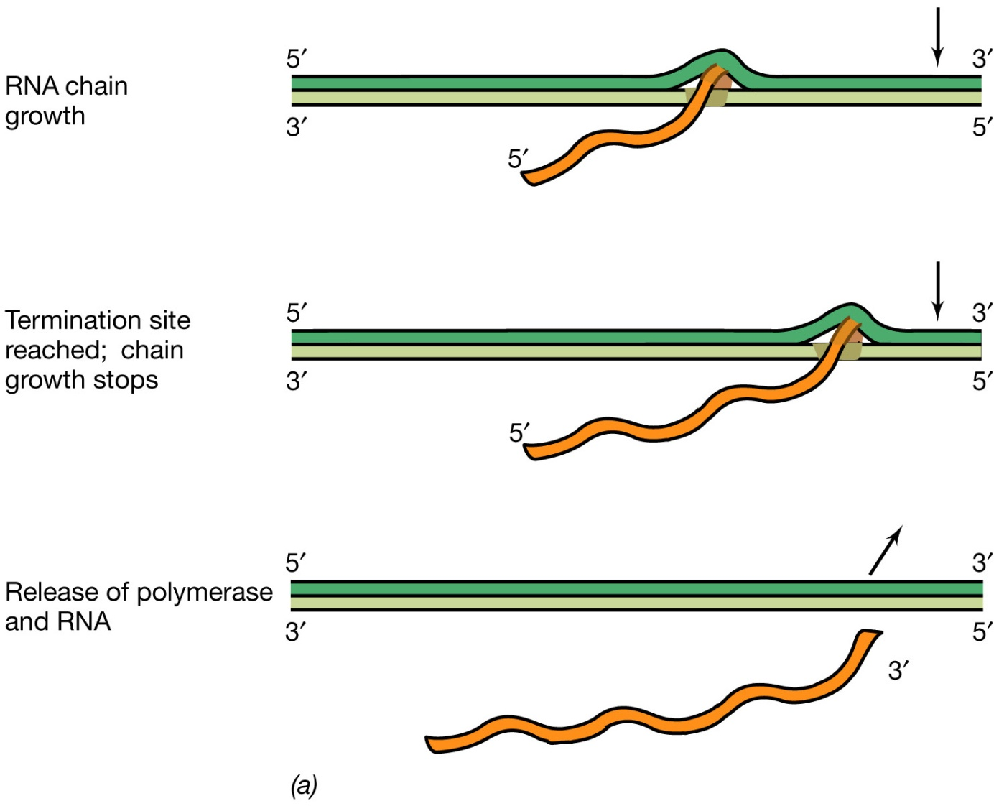 5′ 3′
RNA chain
growth
3′ 5′
5′
5′ 3′
Termination site
reached; chain
growth stops
3′ 5′
5′
5′ 3′
Release of polymerase
and RNA
3′ 5′
3′
(a)